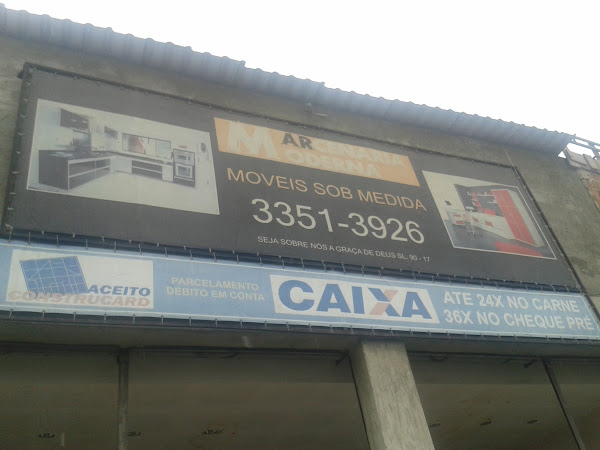 MARCENARIA
MODERNA
MOVEIS SOB MEDIDA
3351-3926
SEJA SOBRE NÓS A GRAÇA DE DEUS SL. 90 - 17
ACEITO
CONSTRUCARD
PARCELAMENTO
DEBITO EM CONTA
CAIXA
ATE 24X NO CARNE
36X NO CHEQUE PRÉ